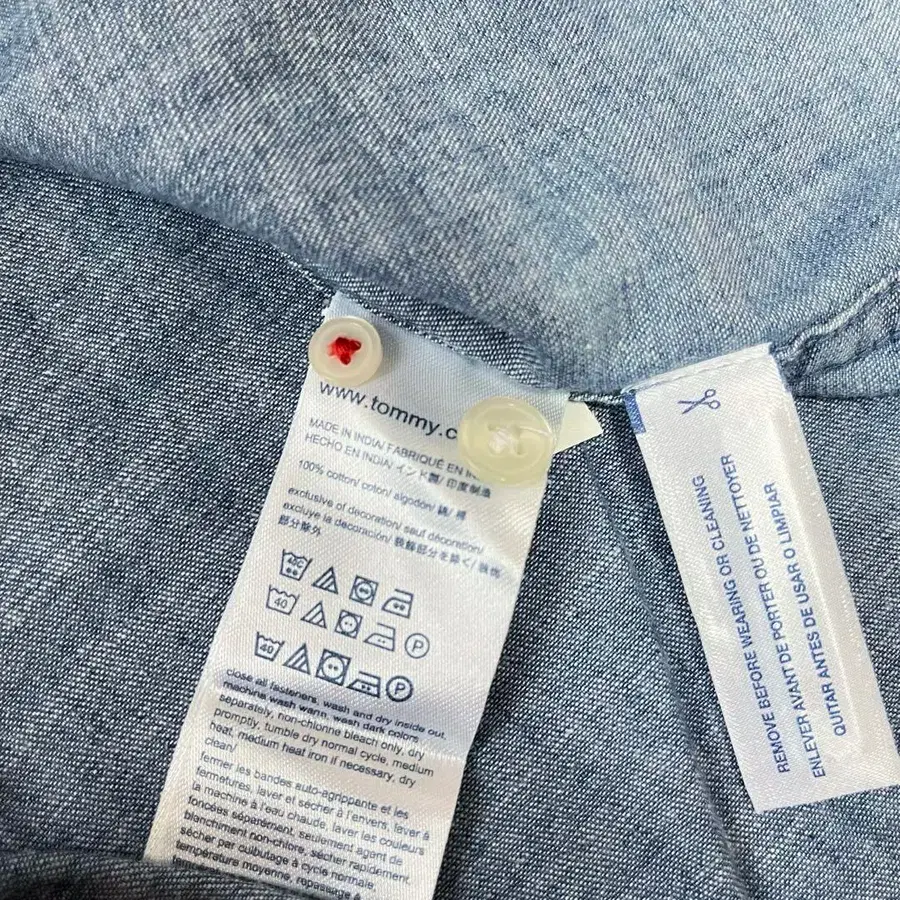 www.tommy.c
MADE IN INDIA/ FABRIQUÉ EN IN
HECHO EN INDIA/ インド製/ 印度制造
100% cotton/ coton/ algodón/ 綿/ 棉
exclusive of decoration/ sauf décoration/
excluye la decoración/ 装飾部分を除く/
部分除外
40C
40 P
40 P
close all fasteners, wash and dry inside out,
machine wash warm, wash dark colors
separately, non-chlorine bleach only, dry
promptly, tumble dry normal cycle, medium
heat, medium heat iron if necessary, dry
clean/
fermer les bandes auto-agrippante et les
fermetures, laver et sécher à l'envers, laver à
la machine à l'eau chaude, laver les couleurs
foncées séparément, seulement agent de
blanchiment non-chlore, sécher rapidement,
sécher par culbutage à cycle normale,
température moyenne, repassage à
REMOVE BEFORE WEARING OR CLEANING
ENLEVER AVANT DE PORTER OU DE NETTOYER
QUITAR ANTES DE USAR O LIMPIAR